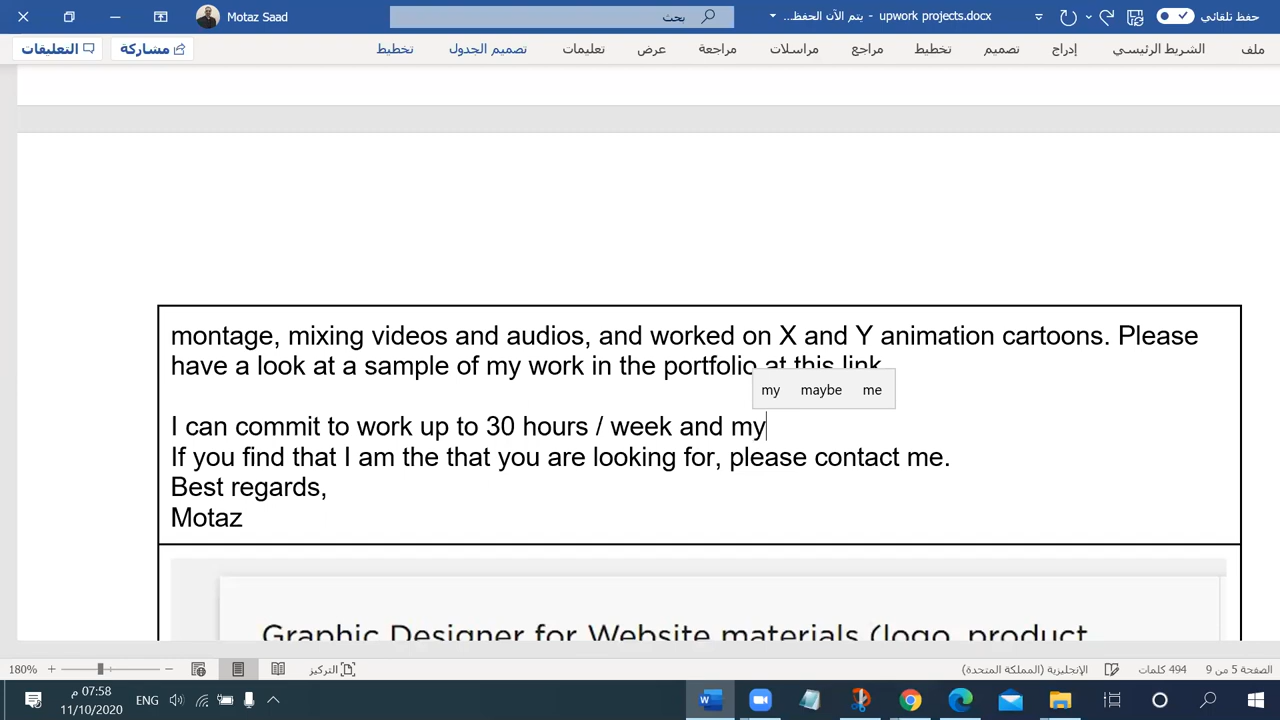 حفظ تلقائي
upwork projects.docx - يتم الآن الحفظ...
بحث
Motaz Saad
ملف الشريط الرئيسي إدراج تصميم تخطيط مراجع مراسلات مراجعة عرض تعليمات تصميم الجدول تخطيط
مشاركة
التعليقات
montage, mixing videos and audios, and worked on X and Y animation cartoons. Please
have a look at a sample of my work in the portfolio at this link
my maybe me
I can commit to work up to 30 hours / week and my
If you find that I am the that you are looking for, please contact me.
Best regards,
Motaz
Graphic Designer for Website materials (logo, product
الصفحة 5 من 9
494 كلمات
الإنجليزية (المملكة المتحدة)
التركيز
180%
ENG
07:58 م
11/10/2020